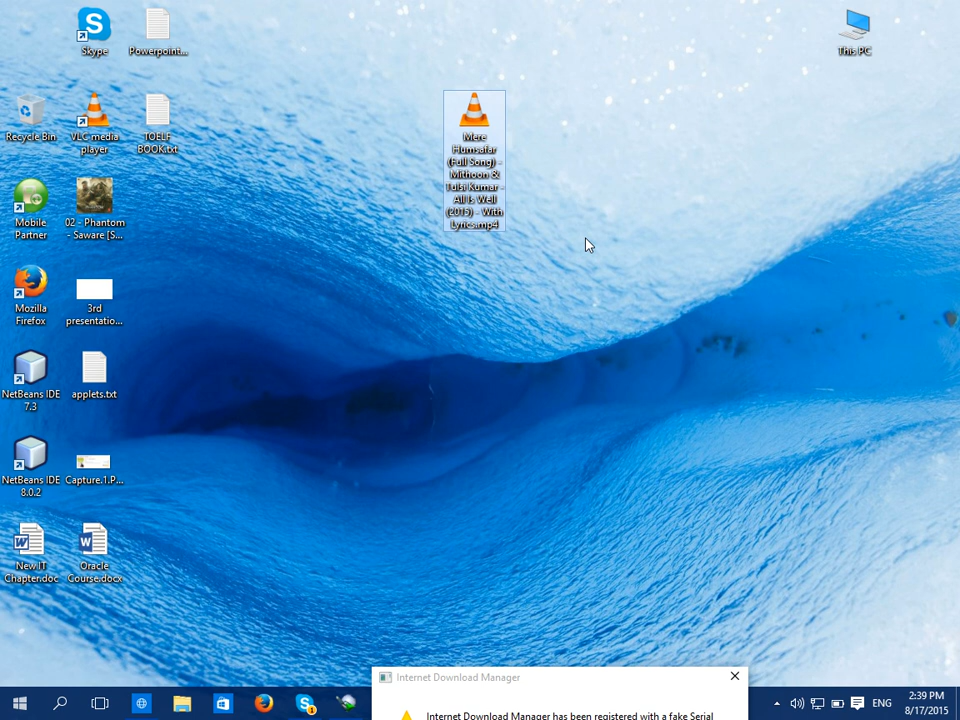 Skype
Powerpoint...
This PC
Recycle Bin
VLC media
player
TOELF
BOOK.txt
Mere
Humsafar
(Full Song) -
Mithoon &
Tulsi Kumar -
All Is Well
(2015) - With
Lyrics.mp4
Mobile
Partner
02 - Phantom
- Saware [S...
Mozilla
Firefox
3rd
presentatio...
NetBeans IDE
7.3
applets.txt
NetBeans IDE
8.0.2
Capture.1.P...
New IT
Chapter.doc
Oracle
Course.docx
Internet Download Manager
Internet Download Manager has been registered with a fake Serial
1
ENG
2:39 PM
8/17/2015